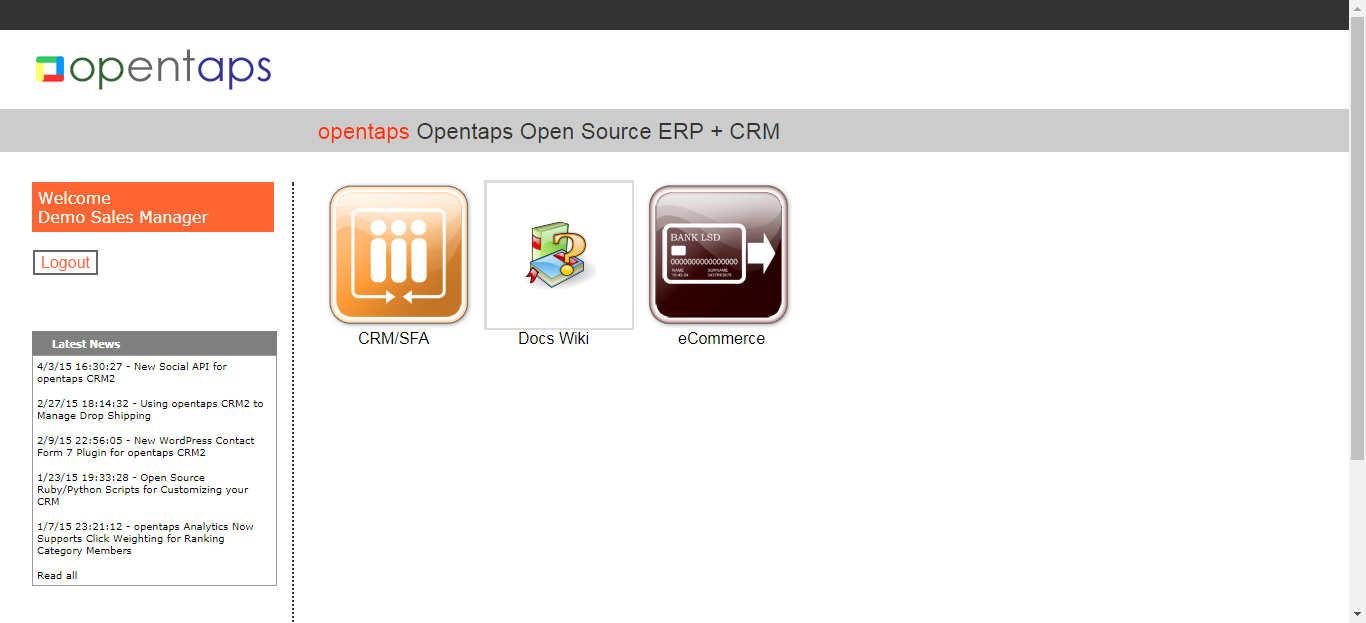 opentaps
opentaps Opentaps Open Source ERP + CRM
Welcome
Demo Sales Manager
Logout
Latest News
4/3/15 16:30:27 - New Social API for
opentaps CRM2
2/27/15 18:14:32 - Using opentaps CRM2 to
Manage Drop Shipping
2/9/15 22:56:05 - New WordPress Contact
Form 7 Plugin for opentaps CRM2
1/23/15 19:33:28 - Open Source
Ruby/Python Scripts for Customizing your
CRM
1/7/15 23:21:12 - opentaps Analytics Now
Supports Click Weighting for Ranking
Category Members
Read all
CRM/SFA
Docs Wiki
BANK LSD
0000000000000000
NAME SURNAME
eCommerce